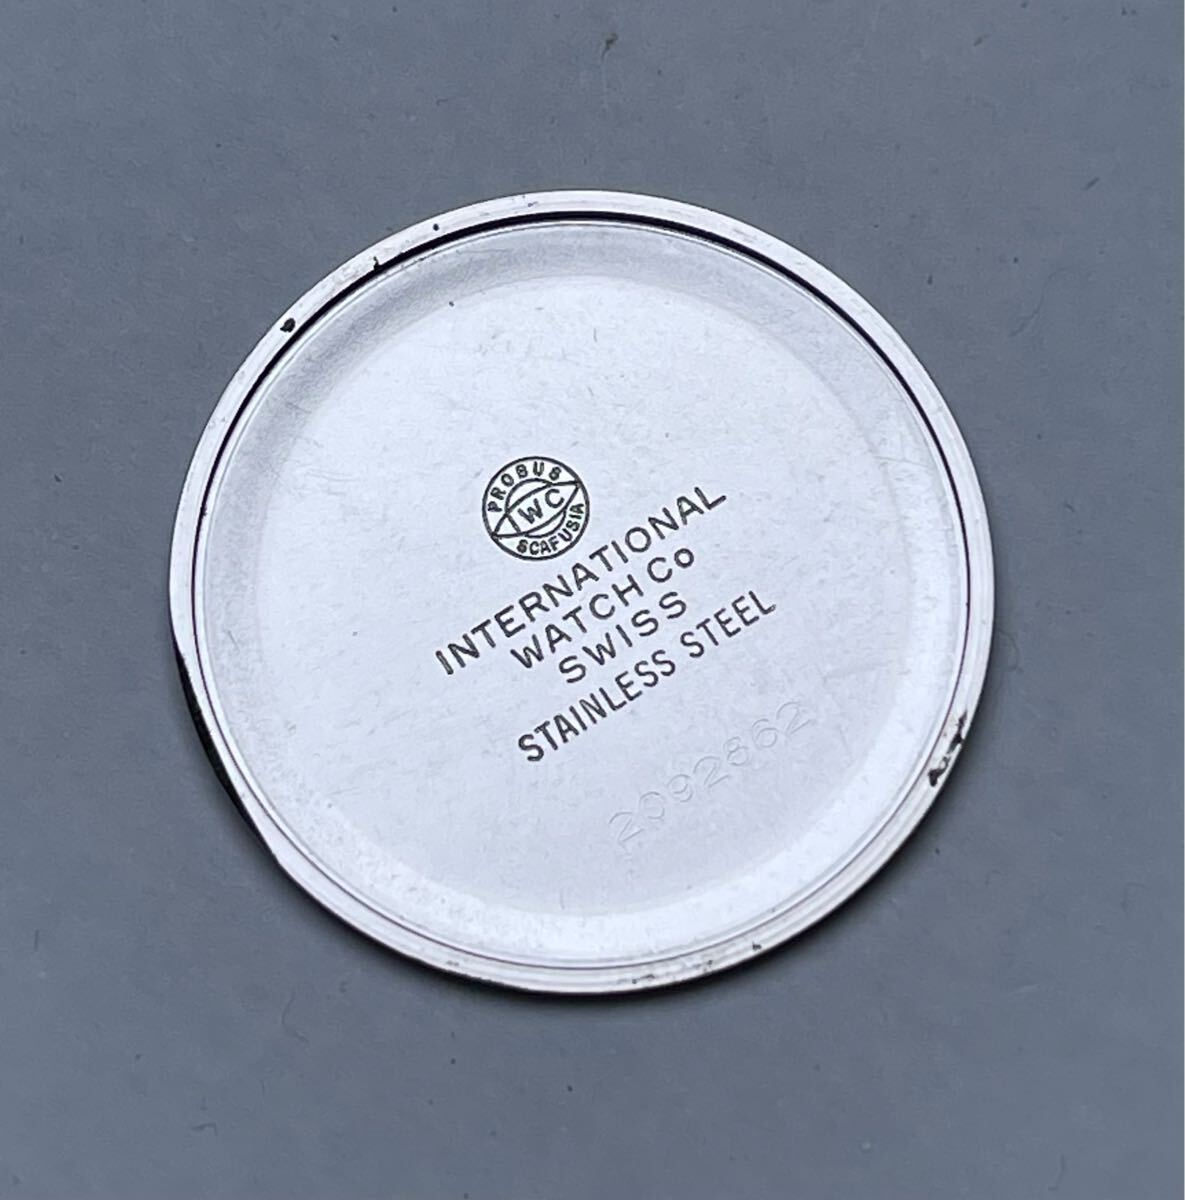 PROBUS
IWC
SCAFUSIA
INTERNATIONAL
WATCH Co
SWISS
STAINLESS STEEL
2092862